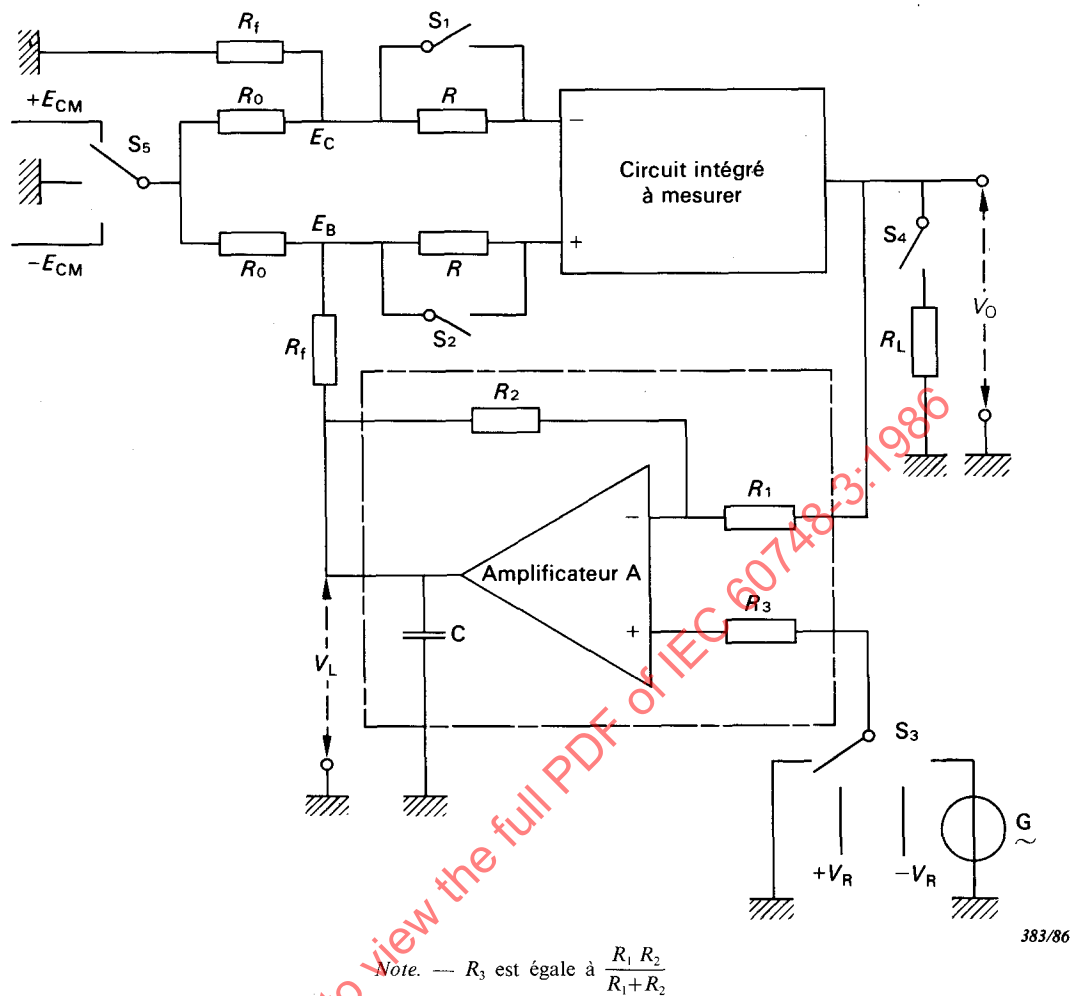 Rf
S1
+ECM
Ro
R
EC
S5
−
Circuit intégré
à mesurer
EB
+
−ECM
Ro
R
S2
S4
RL
VO
Rf
R2
R1
−
Amplificateur A
+
R3
C
VL
S3
G
~
+VR
−VR
383/86
Note. — R3 est égale à R1 R2 / R1+R2
to view the full PDF of IEC 60748-3:1986